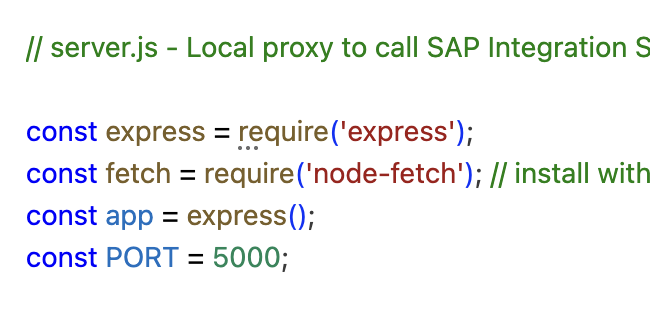 // server.js - Local proxy to call SAP Integration S
const express = require('express');
const fetch = require('node-fetch'); // install with
const app = express();
const PORT = 5000;